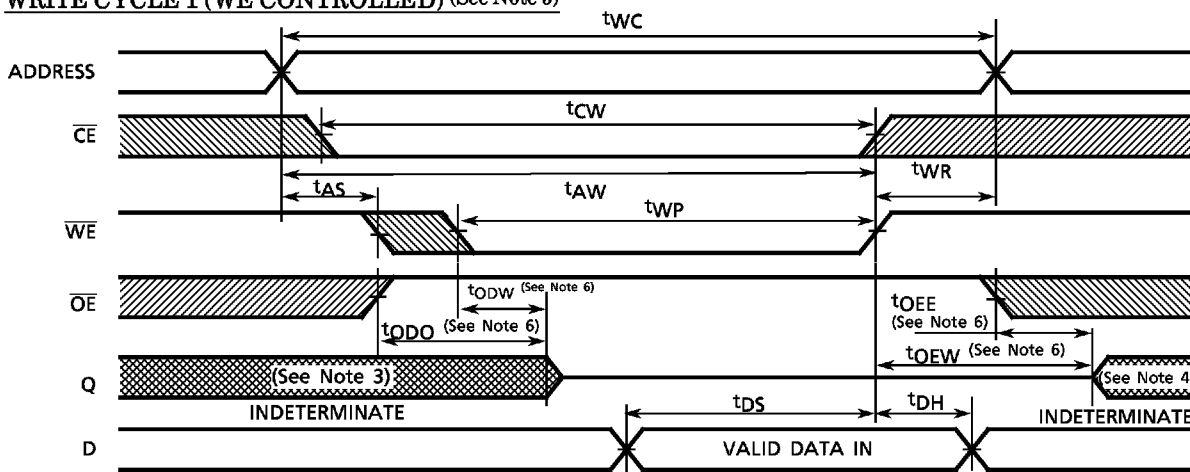 WRITE CYCLE 1 (WE CONTROLLED) (See Note 5)
tWC
ADDRESS
tCW
CE
tWR
tAS
tAW
tWP
WE
OE
tODW (See Note 6)
tOEE
(See Note 6)
tODO (See Note 6)
tOEW (See Note 6)
Q
(See Note 3)
(See Note 4
INDETERMINATE
INDETERMINATE
tDS
tDH
D
VALID DATA IN